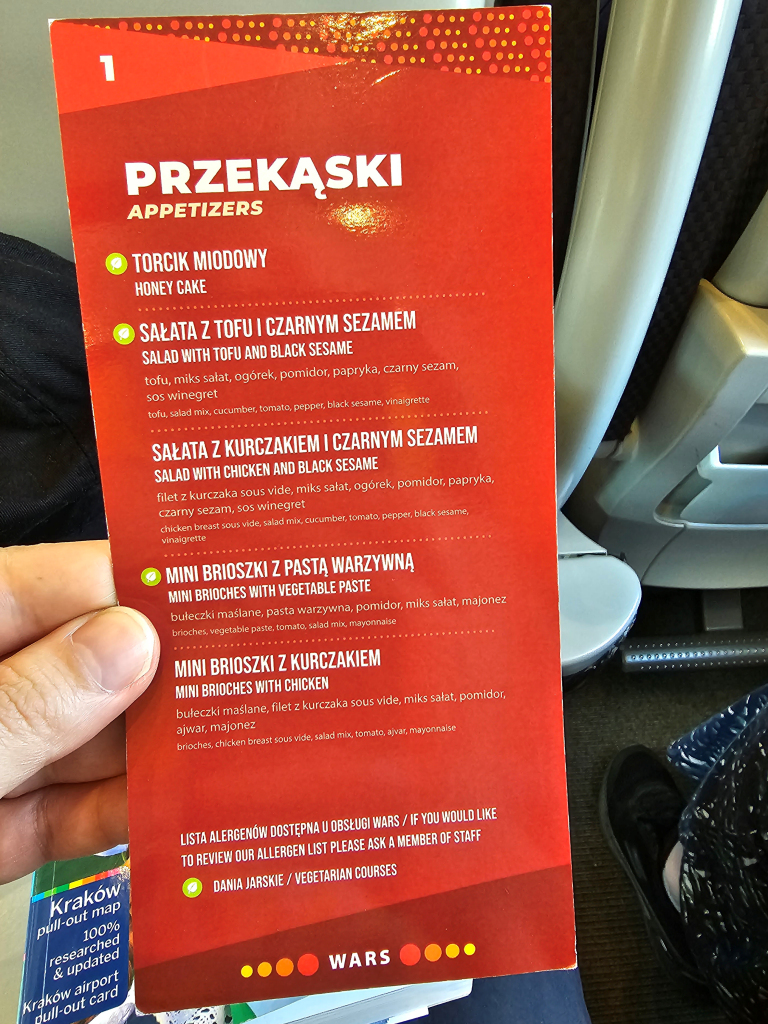 1
PRZEKĄSKI
APPETIZERS
TORCIK MIODOWY
HONEY CAKE
SAŁATA Z TOFU I CZARNYM SEZAMEM
SALAD WITH TOFU AND BLACK SESAME
tofu, miks sałat, ogórek, pomidor, papryka, czarny sezam,
sos winegret
tofu, salad mix, cucumber, tomato, pepper, black sesame, vinaigrette
SAŁATA Z KURCZAKIEM I CZARNYM SEZAMEM
SALAD WITH CHICKEN AND BLACK SESAME
filet z kurczaka sous vide, miks sałat, ogórek, pomidor, papryka,
czarny sezam, sos winegret
chicken breast sous vide, salad mix, cucumber, tomato, pepper, black sesame,
vinaigrette
MINI BRIOSZKI Z PASTĄ WARZYWNĄ
MINI BRIOCHES WITH VEGETABLE PASTE
bułeczki maślane, pasta warzywna, pomidor, miks sałat, majonez
brioches, vegetable paste, tomato, salad mix, mayonnaise
MINI BRIOSZKI Z KURCZAKIEM
MINI BRIOCHES WITH CHICKEN
bułeczki maślane, filet z kurczaka sous vide, miks sałat, pomidor,
ajwar, majonez
brioches, chicken breast sous vide, salad mix, tomato, ajvar, mayonnaise
LISTA ALERGENÓW DOSTĘPNA U OBSŁUGI WARS / IF YOU WOULD LIKE
TO REVIEW OUR ALLERGEN LIST PLEASE ASK A MEMBER OF STAFF
DANIA JARSKIE / VEGETARIAN COURSES
WARS
Kraków
pull-out map
100%
researched
& updated
Kraków airport
pull-out card